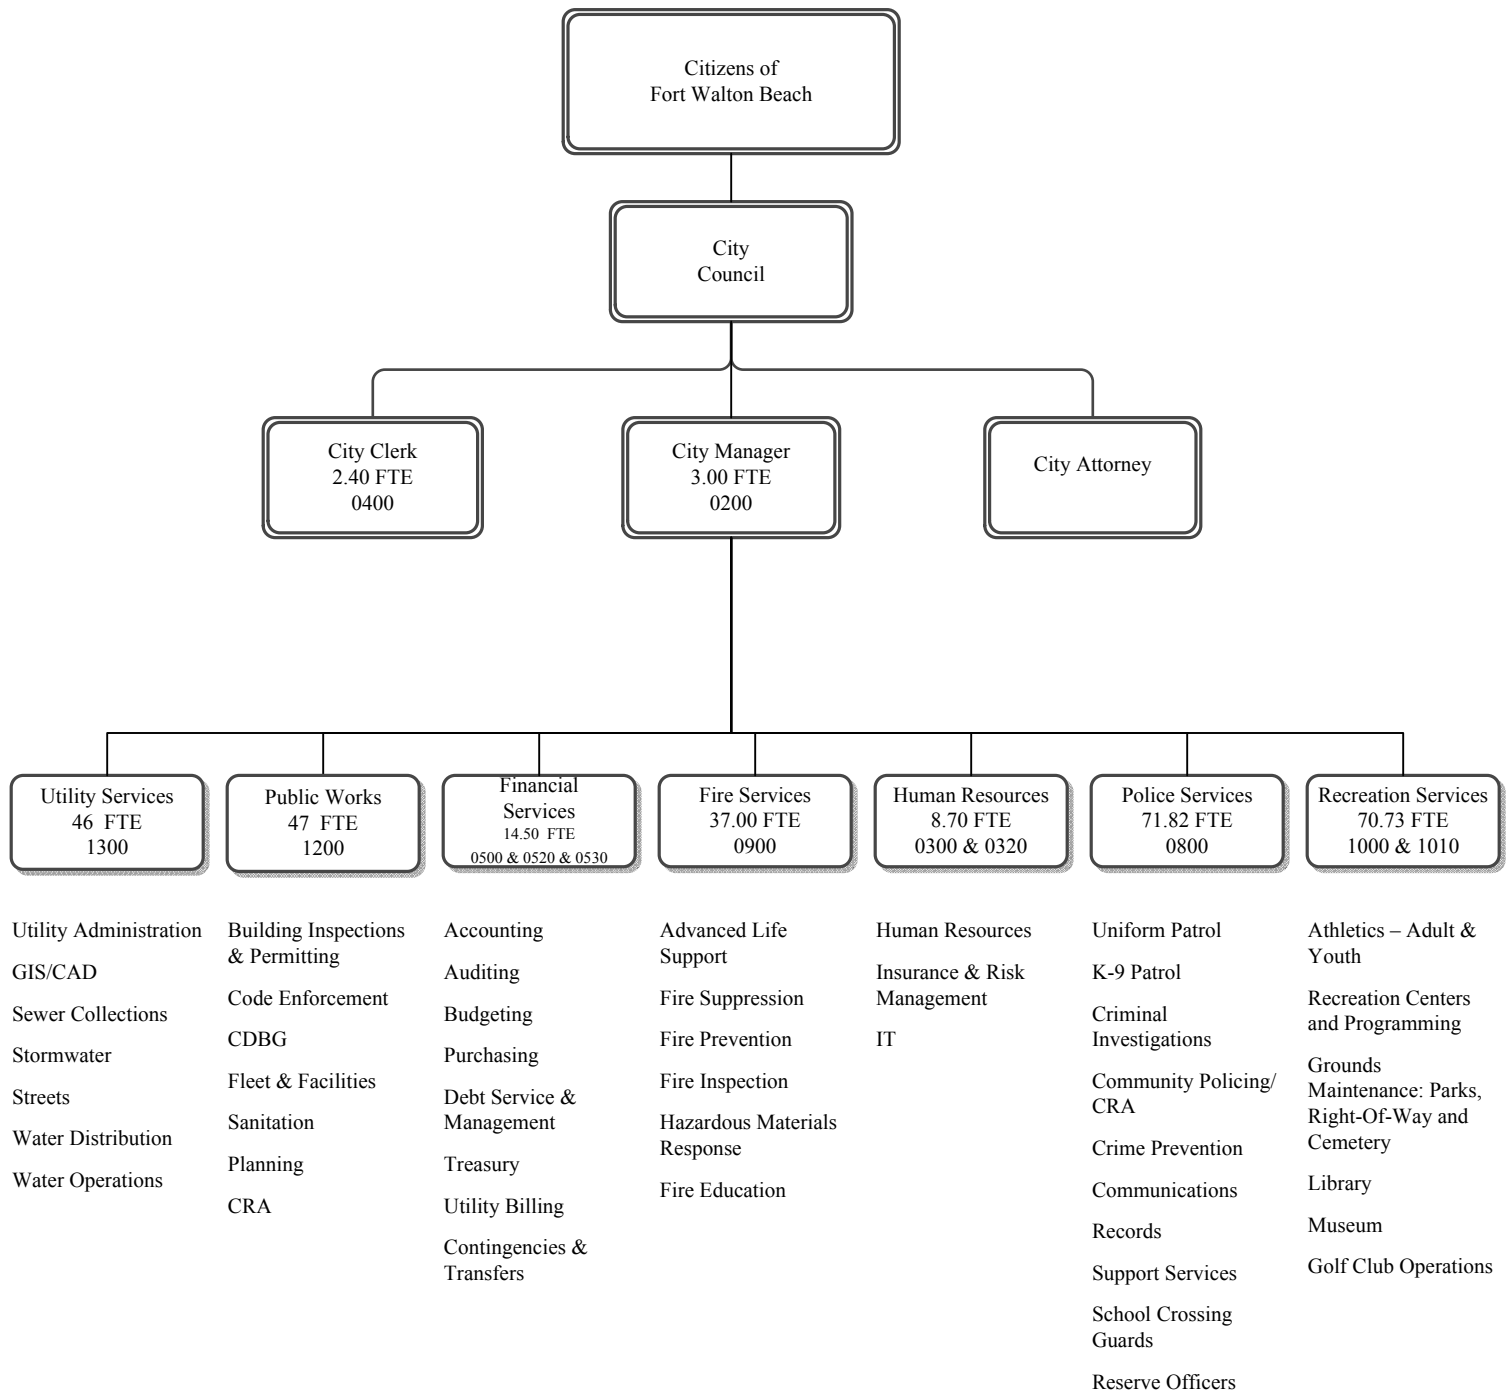 Citizens of
Fort Walton Beach
City
Council
City Clerk
2.40 FTE
0400
City Manager
3.00 FTE
0200
City Attorney
Utility Services
46 FTE
1300
Public Works
47 FTE
1200
Financial
Services
14.50 FTE
0500 & 0520 & 0530
Fire Services
37.00 FTE
0900
Human Resources
8.70 FTE
0300 & 0320
Police Services
71.82 FTE
0800
Recreation Services
70.73 FTE
1000 & 1010
Utility Administration
GIS/CAD
Sewer Collections
Stormwater
Streets
Water Distribution
Water Operations
Building Inspections
& Permitting
Code Enforcement
CDBG
Fleet & Facilities
Sanitation
Planning
CRA
Accounting
Auditing
Budgeting
Purchasing
Debt Service &
Management
Treasury
Utility Billing
Contingencies &
Transfers
Advanced Life
Support
Fire Suppression
Fire Prevention
Fire Inspection
Hazardous Materials
Response
Fire Education
Human Resources
Insurance & Risk
Management
IT
Uniform Patrol
K-9 Patrol
Criminal
Investigations
Community Policing/
CRA
Crime Prevention
Communications
Records
Support Services
School Crossing
Guards
Reserve Officers
Athletics – Adult &
Youth
Recreation Centers
and Programming
Grounds
Maintenance: Parks,
Right-Of-Way and
Cemetery
Library
Museum
Golf Club Operations